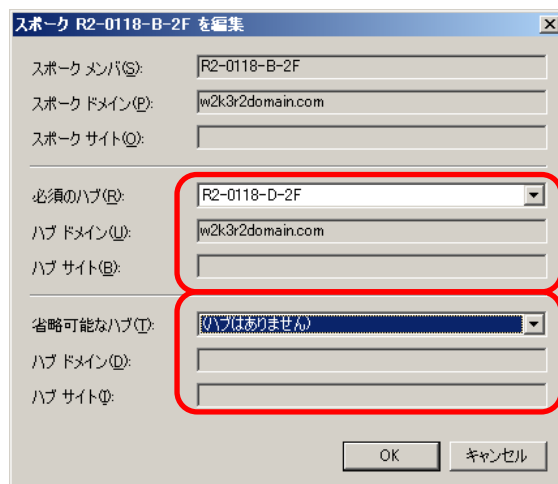 スポーク R2-0118-B-2F を編集
スポーク メンバ(S): R2-0118-B-2F
スポーク ドメイン(P): w2k3r2domain.com
スポーク サイト(O):
必須のハブ(R): R2-0118-D-2F
ハブ ドメイン(U): w2k3r2domain.com
ハブ サイト(B):
省略可能なハブ(T): (ハブはありません)
ハブ ドメイン(D):
ハブ サイト(I):
OK キャンセル